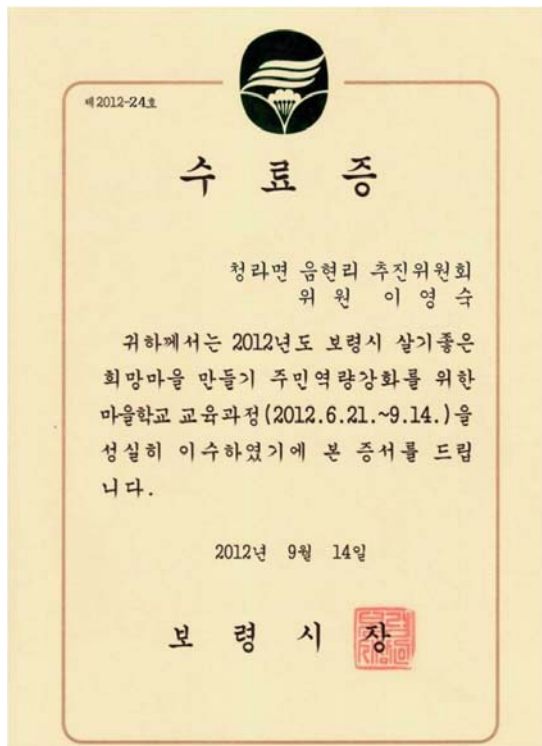 제2012-24호
수 료 증
청라면 음현리 추진위원회
위 원 이 영 숙
귀하께서는 2012년도 보령시 살기좋은
희망마을 만들기 주민역량강화를 위한
마을학교 교육과정(2012.6.21.~9.14.)을
성실히 이수하였기에 본 증서를 드립
니다.
2012년 9월 14일
보 령 시 장